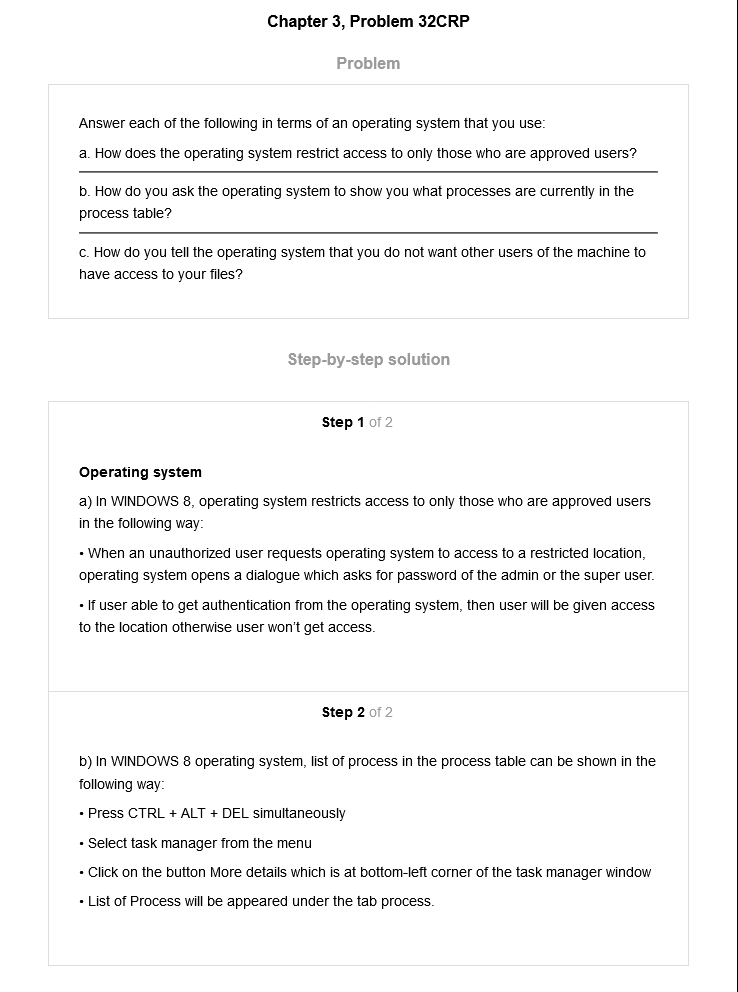 Chapter 3, Problem 32CRP
Problem
Answer each of the following in terms of an operating system that you use:
a. How does the operating system restrict access to only those who are approved users?
b. How do you ask the operating system to show you what processes are currently in the
process table?
c. How do you tell the operating system that you do not want other users of the machine to
have access to your files?
Step-by-step solution
Step 1 of 2
Operating system
a) In WINDOWS 8, operating system restricts access to only those who are approved users
in the following way:
• When an unauthorized user requests operating system to access to a restricted location,
operating system opens a dialogue which asks for password of the admin or the super user.
• If user able to get authentication from the operating system, then user will be given access
to the location otherwise user won’t get access.
Step 2 of 2
b) In WINDOWS 8 operating system, list of process in the process table can be shown in the
following way:
• Press CTRL + ALT + DEL simultaneously
• Select task manager from the menu
• Click on the button More details which is at bottom-left corner of the task manager window
• List of Process will be appeared under the tab process.